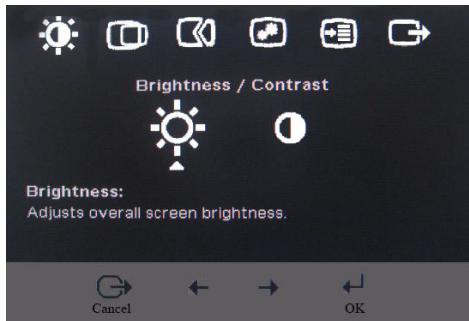 Brightness / Contrast
Brightness:
Adjusts overall screen brightness.
Cancel
OK